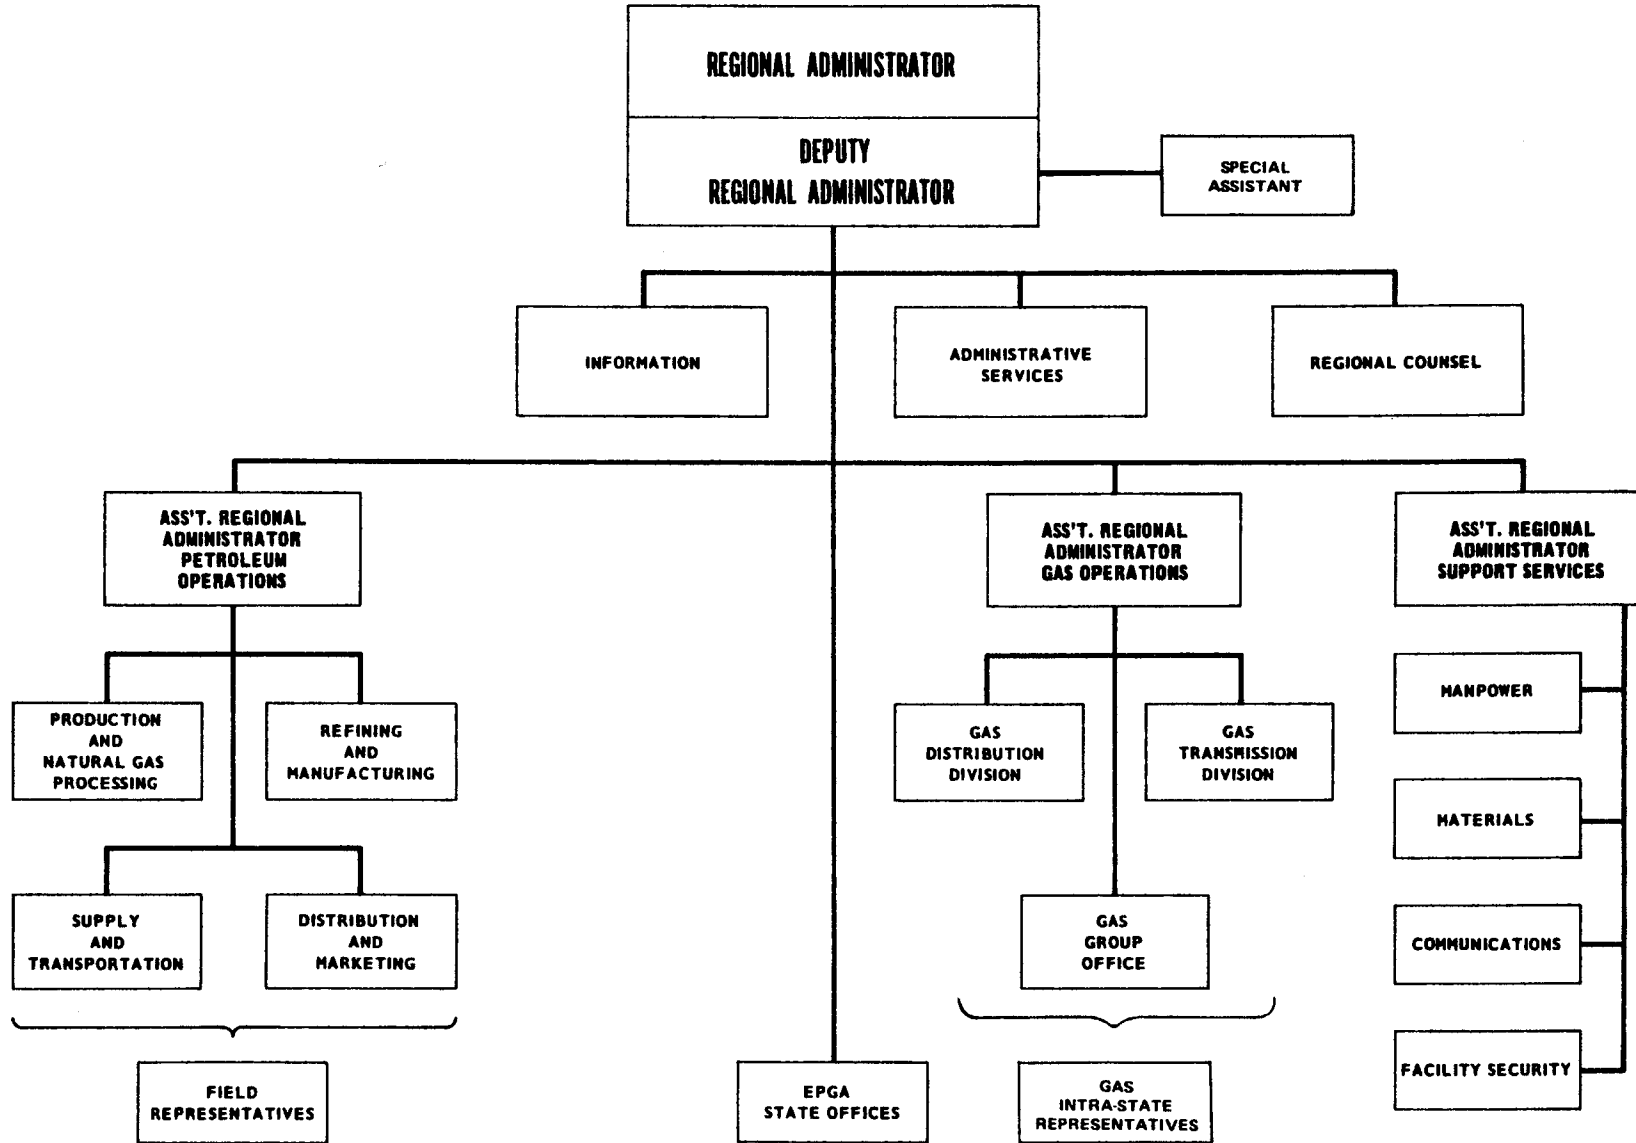 REGIONAL ADMINISTRATOR
DEPUTY
REGIONAL ADMINISTRATOR
SPECIAL
ASSISTANT
INFORMATION
ADMINISTRATIVE
SERVICES
REGIONAL COUNSEL
ASS'T. REGIONAL
ADMINISTRATOR
PETROLEUM
OPERATIONS
ASS'T. REGIONAL
ADMINISTRATOR
GAS OPERATIONS
ASS'T. REGIONAL
ADMINISTRATOR
SUPPORT SERVICES
PRODUCTION
AND
NATURAL GAS
PROCESSING
REFINING
AND
MANUFACTURING
GAS
DISTRIBUTION
DIVISION
GAS
TRANSMISSION
DIVISION
MANPOWER
MATERIALS
SUPPLY
AND
TRANSPORTATION
DISTRIBUTION
AND
MARKETING
GAS
GROUP
OFFICE
COMMUNICATIONS
FACILITY SECURITY
FIELD
REPRESENTATIVES
EPGA
STATE OFFICES
GAS
INTRA-STATE
REPRESENTATIVES